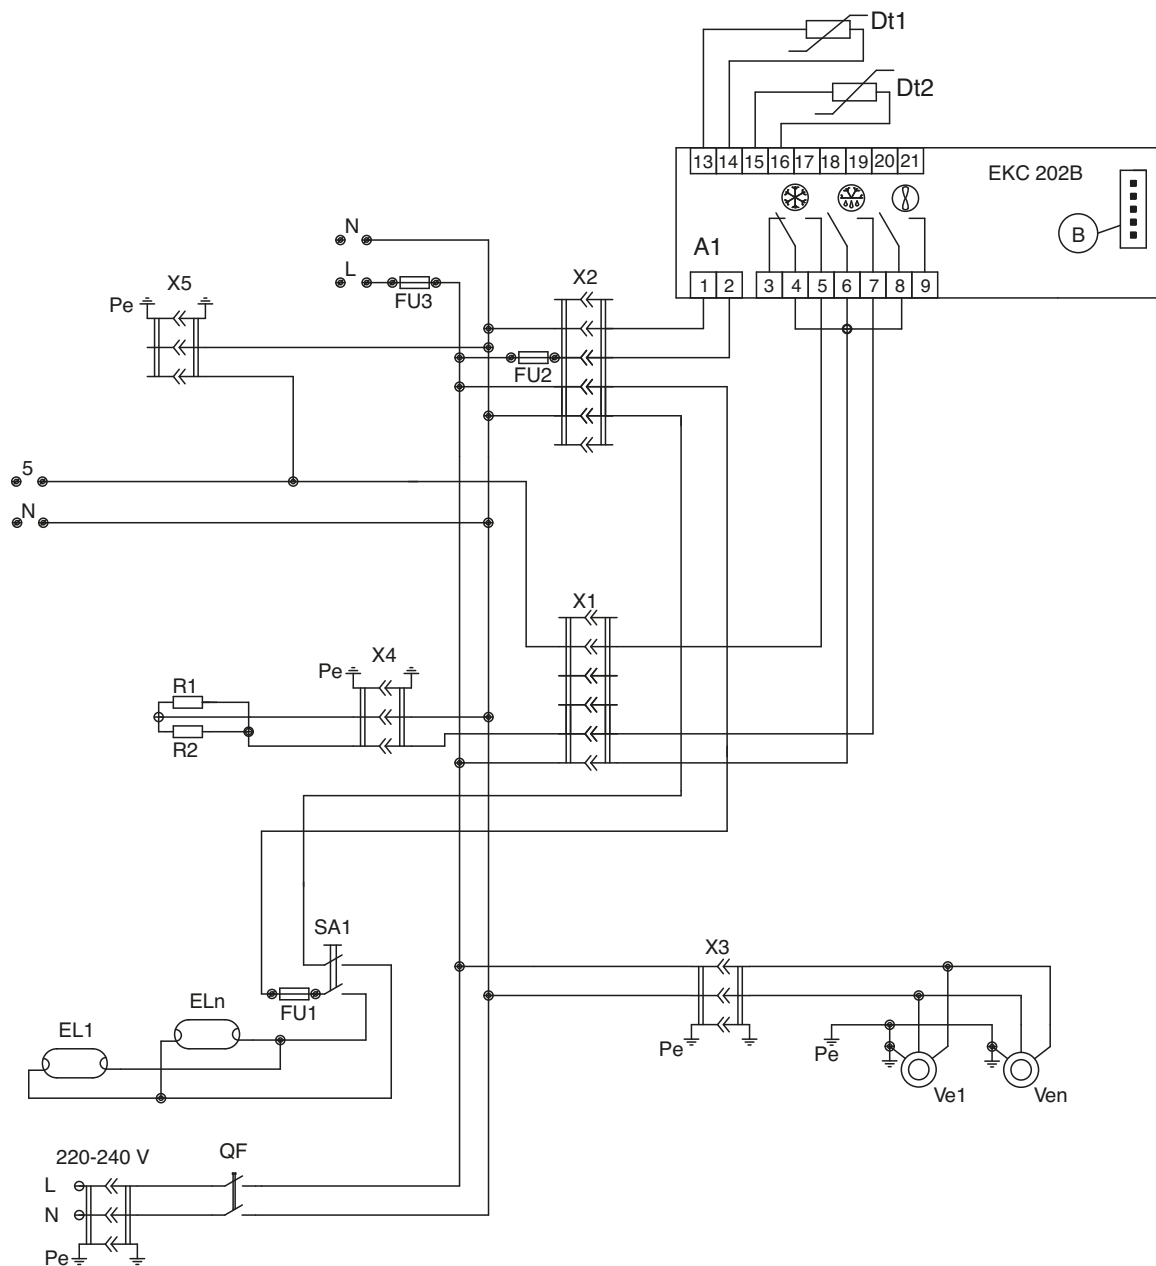 Dt1
Dt2
13 14 15 16 17 18 19 20 21
EKC 202B
B
A1
1 2 3 4 5 6 7 8 9
N
L
FU3
X2
X5
Pe
FU2
5
N
X1
X4
Pe
R1
R2
SA1
X3
FU1
ELn
EL1
Pe
Pe
Ve1
Ven
220-240 V
QF
L
N
Pe